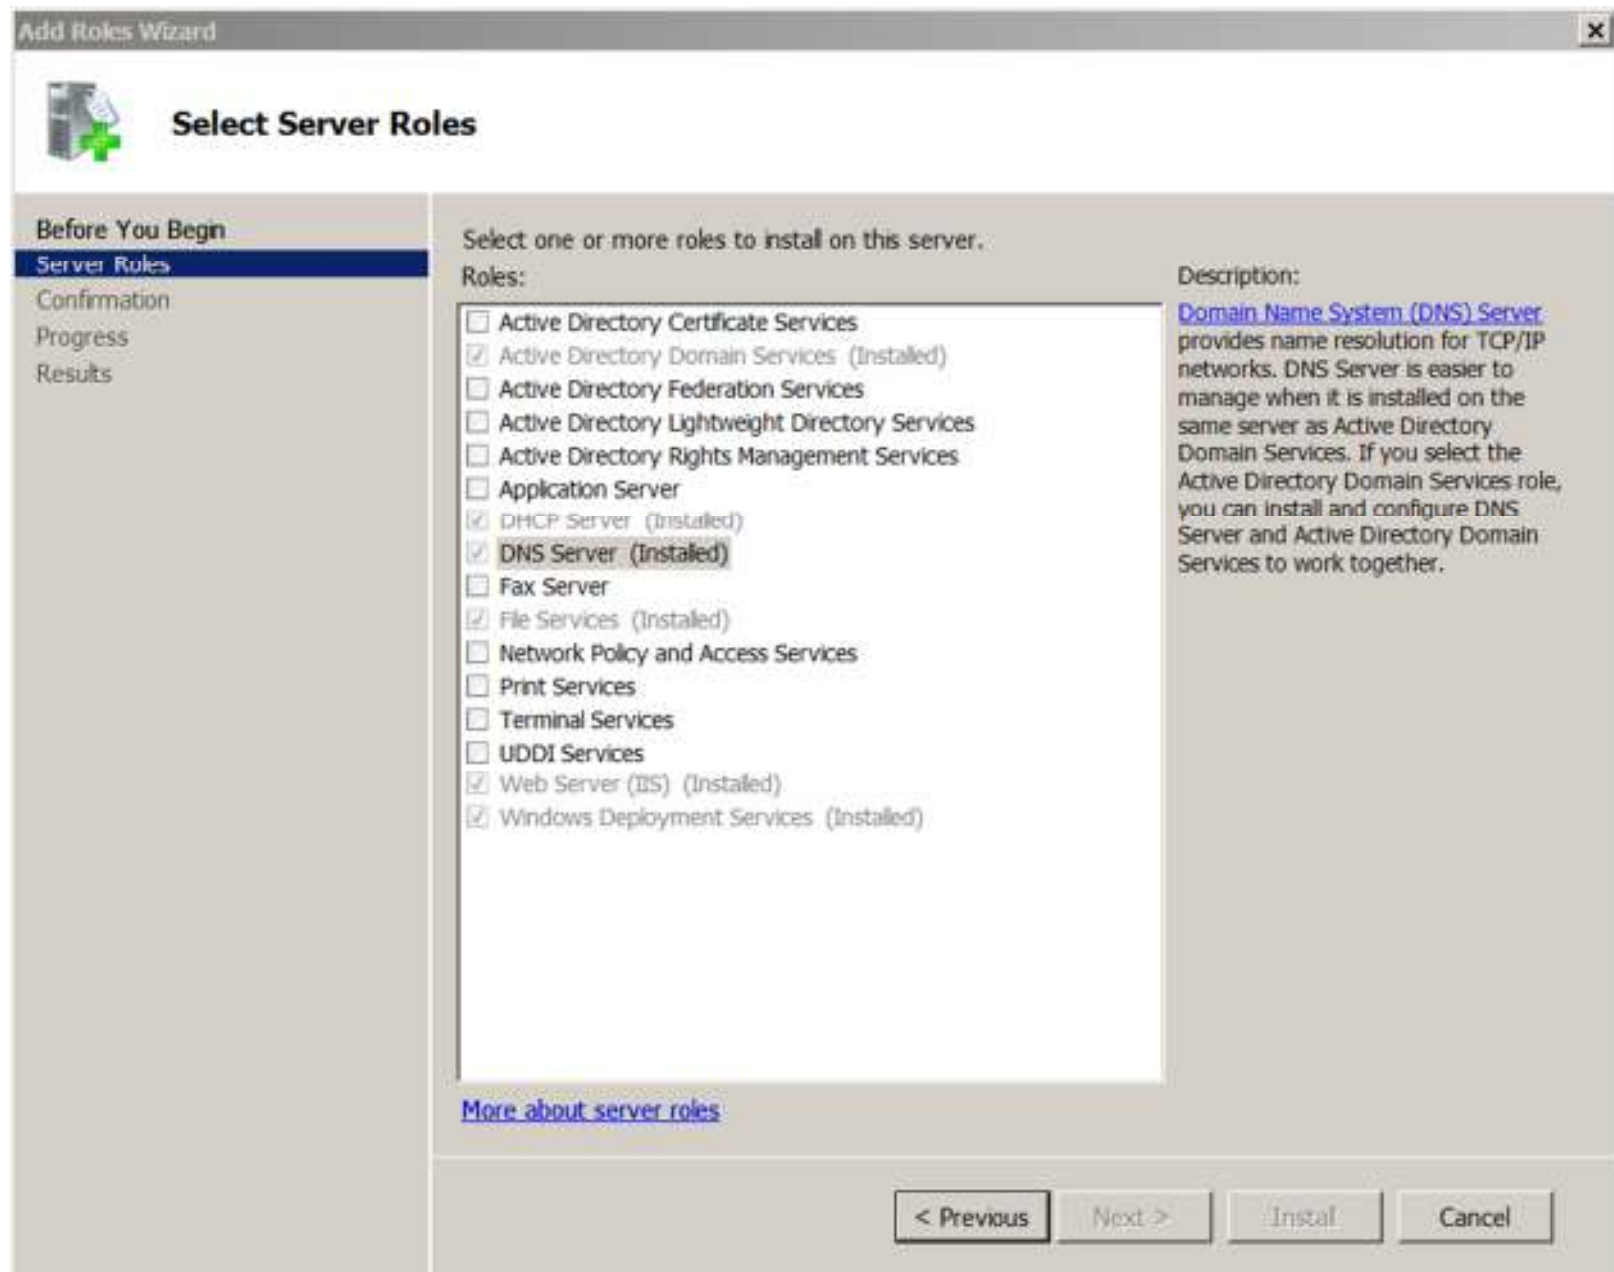 Add Roles Wizard
Select Server Roles
Before You Begin
Server Roles
Confirmation
Progress
Results
Select one or more roles to install on this server.
Roles:
Active Directory Certificate Services
Active Directory Domain Services (Installed)
Active Directory Federation Services
Active Directory Lightweight Directory Services
Active Directory Rights Management Services
Application Server
DHCP Server (Installed)
DNS Server (Installed)
Fax Server
File Services (Installed)
Network Policy and Access Services
Print Services
Terminal Services
UDDI Services
Web Server (IIS) (Installed)
Windows Deployment Services (Installed)
More about server roles
Description:
Domain Name System (DNS) Server
provides name resolution for TCP/IP
networks. DNS Server is easier to
manage when it is installed on the
same server as Active Directory
Domain Services. If you select the
Active Directory Domain Services role,
you can install and configure DNS
Server and Active Directory Domain
Services to work together.
< Previous
Next >
Install
Cancel